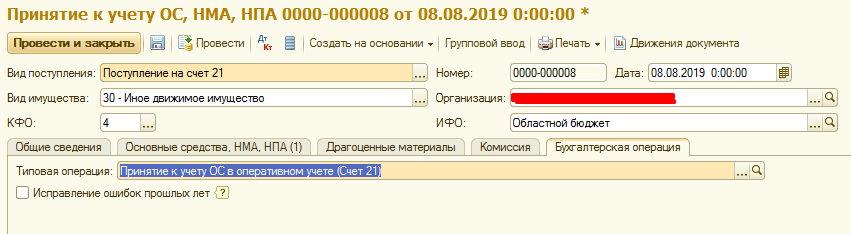 Принятие к учету ОС, НМА, НПА 0000-000008 от 08.08.2019 0:00:00 *
Провести и закрыть Провести Дт Кт Создать на основании Групповой ввод Печать Движения документа
Вид поступления: Поступление на счет 21 ... Номер: 0000-000008 Дата: 08.08.2019 0:00:00
Вид имущества: 30 - Иное движимое имущество ... Организация: ...
КФО: 4 ... ИФО: Областной бюджет ...
Общие сведения Основные средства, НМА, НПА (1) Драгоценные материалы Комиссия Бухгалтерская операция
Типовая операция: Принятие к учету ОС в оперативном учете (Счет 21) ...
Исправление ошибок прошлых лет ?